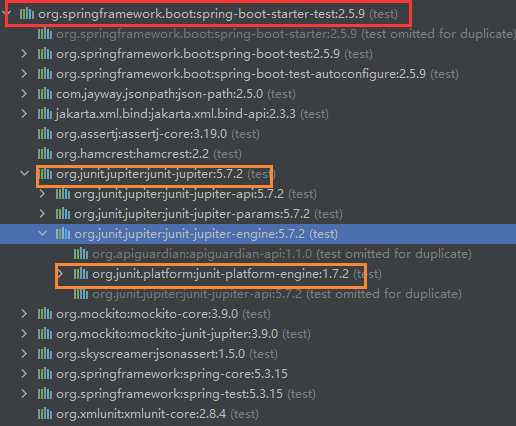 org.springframework.boot:spring-boot-starter-test:2.5.9 (test)
org.springframework.boot:spring-boot-starter:2.5.9 (test omitted for duplicate)
org.springframework.boot:spring-boot-test:2.5.9 (test)
org.springframework.boot:spring-boot-test-autoconfigure:2.5.9 (test)
com.jayway.jsonpath:json-path:2.5.0 (test)
jakarta.xml.bind:jakarta.xml.bind-api:2.3.3 (test)
org.assertj:assertj-core:3.19.0 (test)
org.hamcrest:hamcrest:2.2 (test)
org.junit.jupiter:junit-jupiter:5.7.2 (test)
org.junit.jupiter:junit-jupiter-api:5.7.2 (test)
org.junit.jupiter:junit-jupiter-params:5.7.2 (test)
org.junit.jupiter:junit-jupiter-engine:5.7.2 (test)
org.apiguardian:apiguardian-api:1.1.0 (test omitted for duplicate)
org.junit.platform:junit-platform-engine:1.7.2 (test)
org.junit.jupiter:junit-jupiter-api:5.7.2 (test omitted for duplicate)
org.mockito:mockito-core:3.9.0 (test)
org.mockito:mockito-junit-jupiter:3.9.0 (test)
org.skyscreamer:jsonassert:1.5.0 (test)
org.springframework:spring-core:5.3.15
org.springframework:spring-test:5.3.15 (test)
org.xmlunit:xmlunit-core:2.8.4 (test)